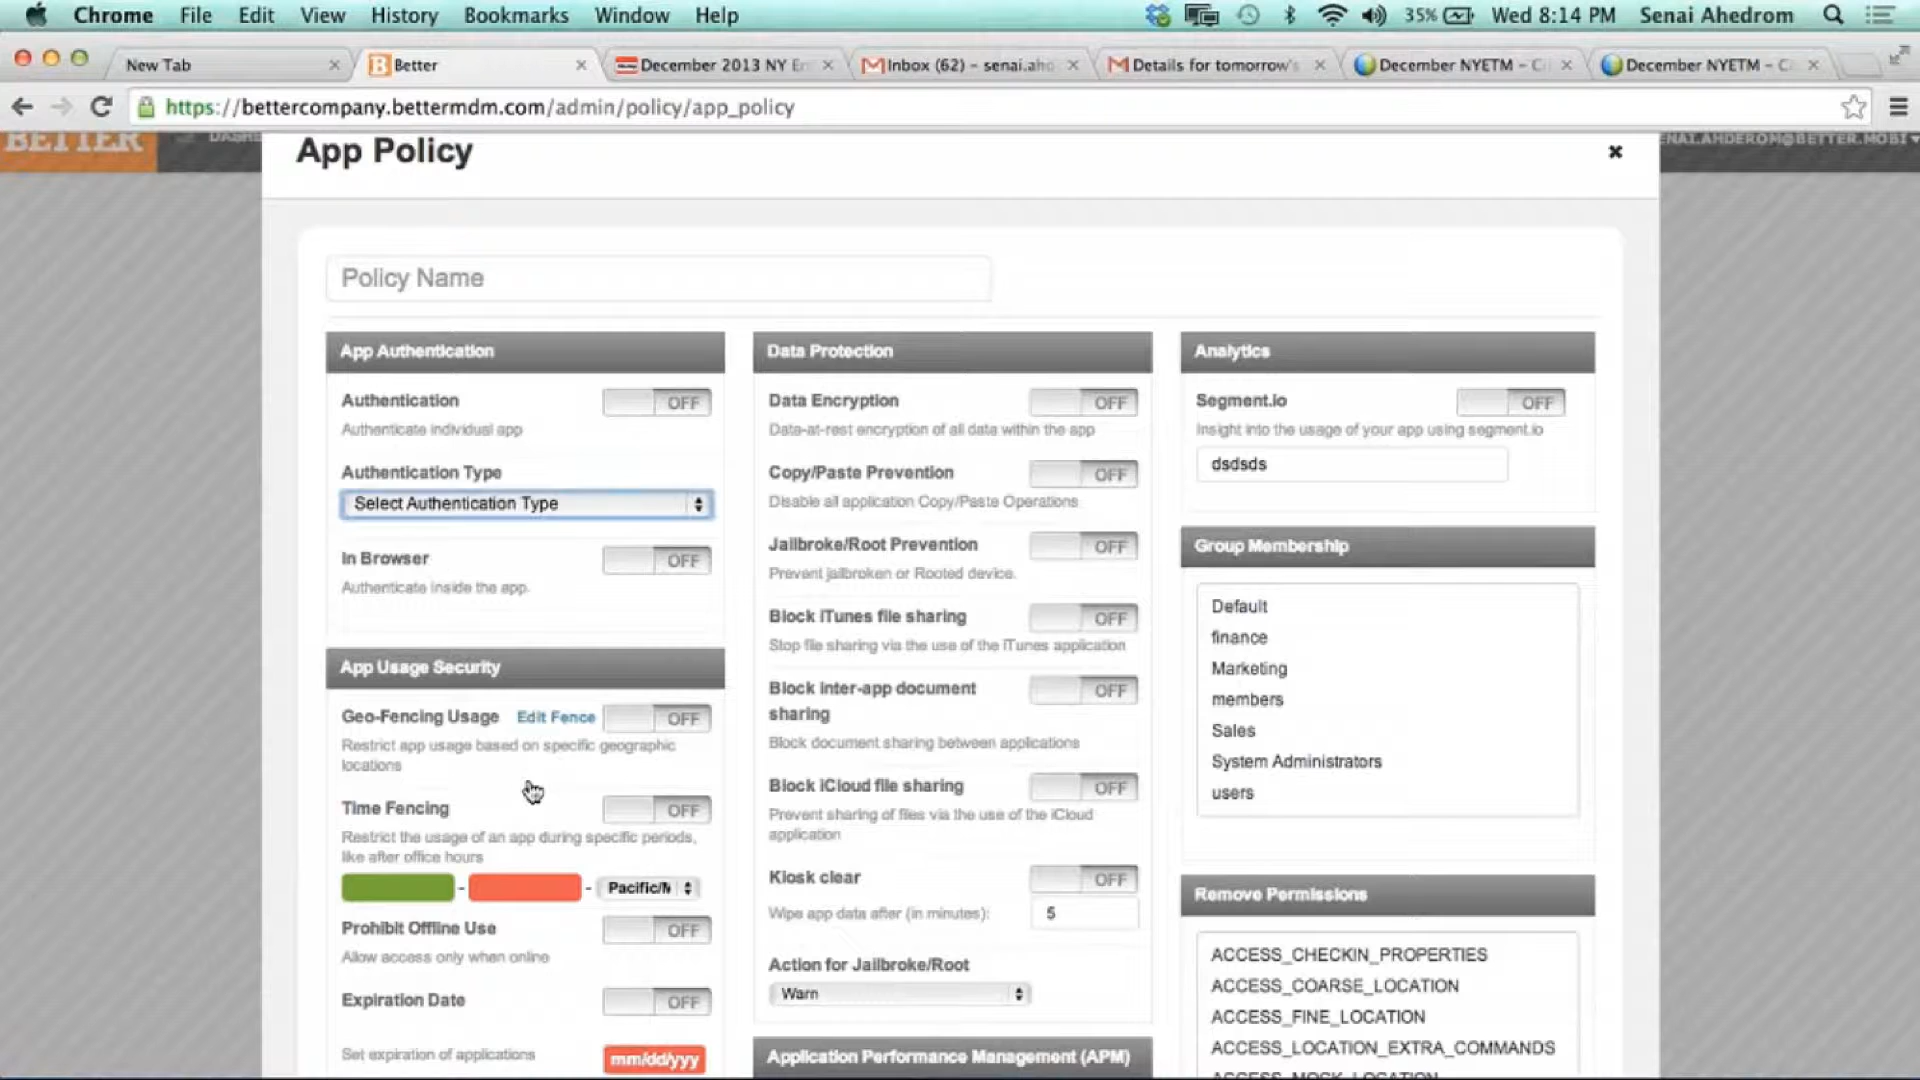 Chrome File Edit View History Bookmarks Window Help 35% Wed 8:14 PM Senai Ahedrom
New Tab Better December 2013 NY En Inbox (62) - senai.ahe Details for tomorrow's December NYETM - Ci December NYETM - C
https://bettercompany.bettermdm.com/admin/policy/app_policy
BETTER
App Policy
Policy Name
App Authentication
Authentication OFF
Authenticate individual app
Authentication Type
Select Authentication Type
In Browser OFF
Authenticate inside the app.
App Usage Security
Geo-Fencing Usage Edit Fence OFF
Restrict app usage based on specific geographic
locations
Time Fencing OFF
Restrict the usage of an app during specific periods,
like after office hours
- - Pacific/M
Prohibit Offline Use OFF
Allow access only when online
Expiration Date OFF
Set expiration of applications mm/dd/yyy
Data Protection
Data Encryption OFF
Data-at-rest encryption of all data within the app
Copy/Paste Prevention OFF
Disable all application Copy/Paste Operations
Jailbroke/Root Prevention OFF
Prevent jailbroken or Rooted device.
Block iTunes file sharing OFF
Stop file sharing via the use of the iTunes application
Block inter-app document OFF
sharing
Block document sharing between applications
Block iCloud file sharing OFF
Prevent sharing of files via the use of the iCloud
application
Kiosk clear OFF
Wipe app data after (in minutes): 5
Action for Jailbroke/Root
Warn
Application Performance Management (APM)
Analytics
Segment.io OFF
Insight into the usage of your app using segment.io
dsdsds
Group Membership
Default
finance
Marketing
members
Sales
System Administrators
users
Remove Permissions
ACCESS_CHECKIN_PROPERTIES
ACCESS_COARSE_LOCATION
ACCESS_FINE_LOCATION
ACCESS_LOCATION_EXTRA_COMMANDS
ACCESS_MOCK_LOCATION